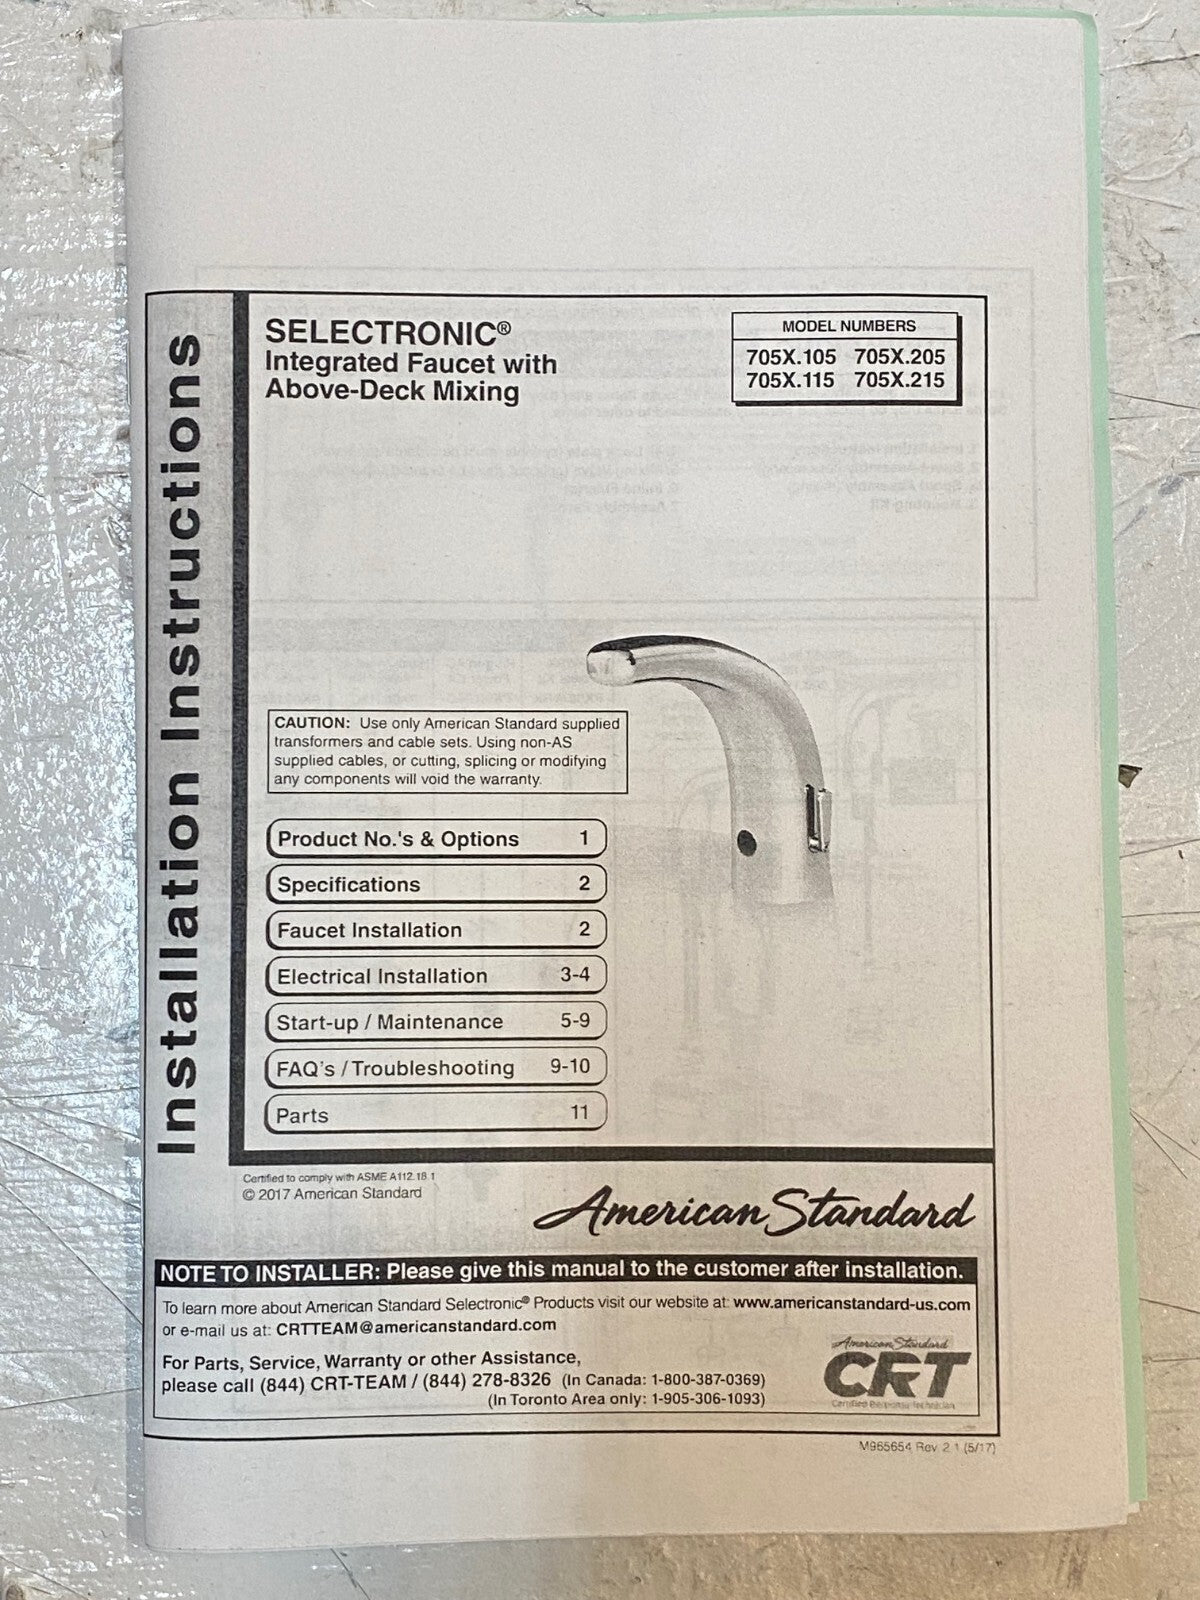 Installation Instructions
SELECTRONIC®
Integrated Faucet with
Above-Deck Mixing
MODEL NUMBERS
705X.105 705X.205
705X.115 705X.215
CAUTION: Use only American Standard supplied
transformers and cable sets. Using non-AS
supplied cables, or cutting, splicing or modifying
any components will void the warranty.
Product No.'s & Options 1
Specifications 2
Faucet Installation 2
Electrical Installation 3-4
Start-up / Maintenance 5-9
FAQ's / Troubleshooting 9-10
Parts 11
Certified to comply with ASME A112.18.1
© 2017 American Standard
American Standard
NOTE TO INSTALLER: Please give this manual to the customer after installation.
To learn more about American Standard Selectronic® Products visit our website at: www.americanstandard-us.com
or e-mail us at: CRTTEAM@americanstandard.com
For Parts, Service, Warranty or other Assistance,
please call (844) CRT-TEAM / (844) 278-8326 (In Canada: 1-800-387-0369)
(In Toronto Area only: 1-905-306-1093)
American Standard
CRT
Certified Response Technician
M965654 Rev 2.1 (5/17)